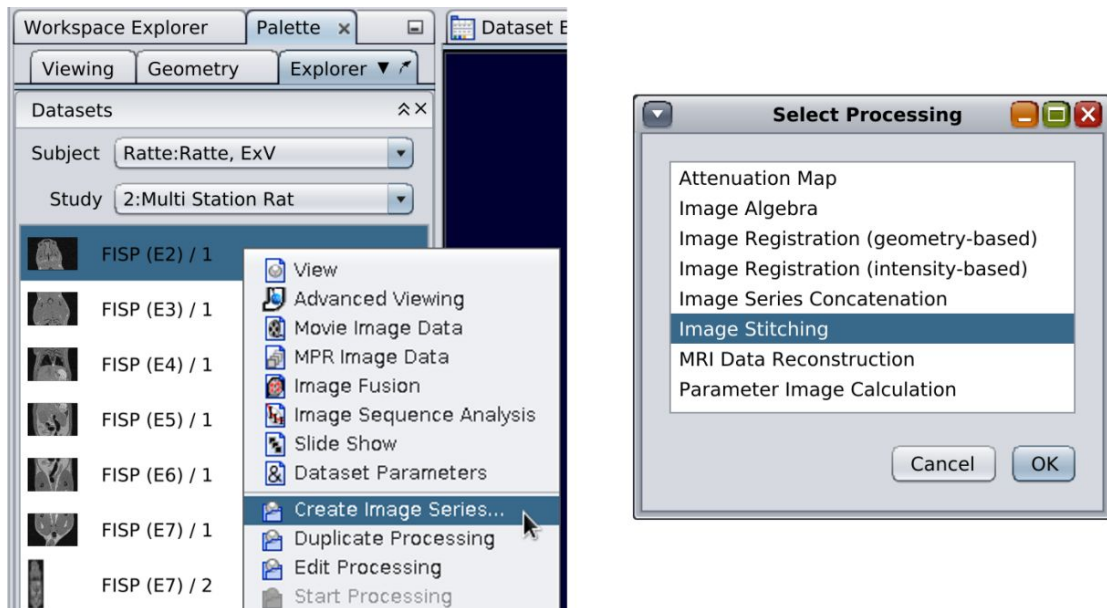 Workspace Explorer
Palette
Dataset
Viewing
Geometry
Explorer
Datasets
Subject Ratte:Ratte, ExV
Study 2:Multi Station Rat
FISP (E2) / 1
FISP (E3) / 1
FISP (E4) / 1
FISP (E5) / 1
FISP (E6) / 1
FISP (E7) / 1
FISP (E7) / 2
View
Advanced Viewing
Movie Image Data
MPR Image Data
Image Fusion
Image Sequence Analysis
Slide Show
Dataset Parameters
Create Image Series...
Duplicate Processing
Edit Processing
Start Processing
Select Processing
Attenuation Map
Image Algebra
Image Registration (geometry-based)
Image Registration (intensity-based)
Image Series Concatenation
Image Stitching
MRI Data Reconstruction
Parameter Image Calculation
Cancel
OK